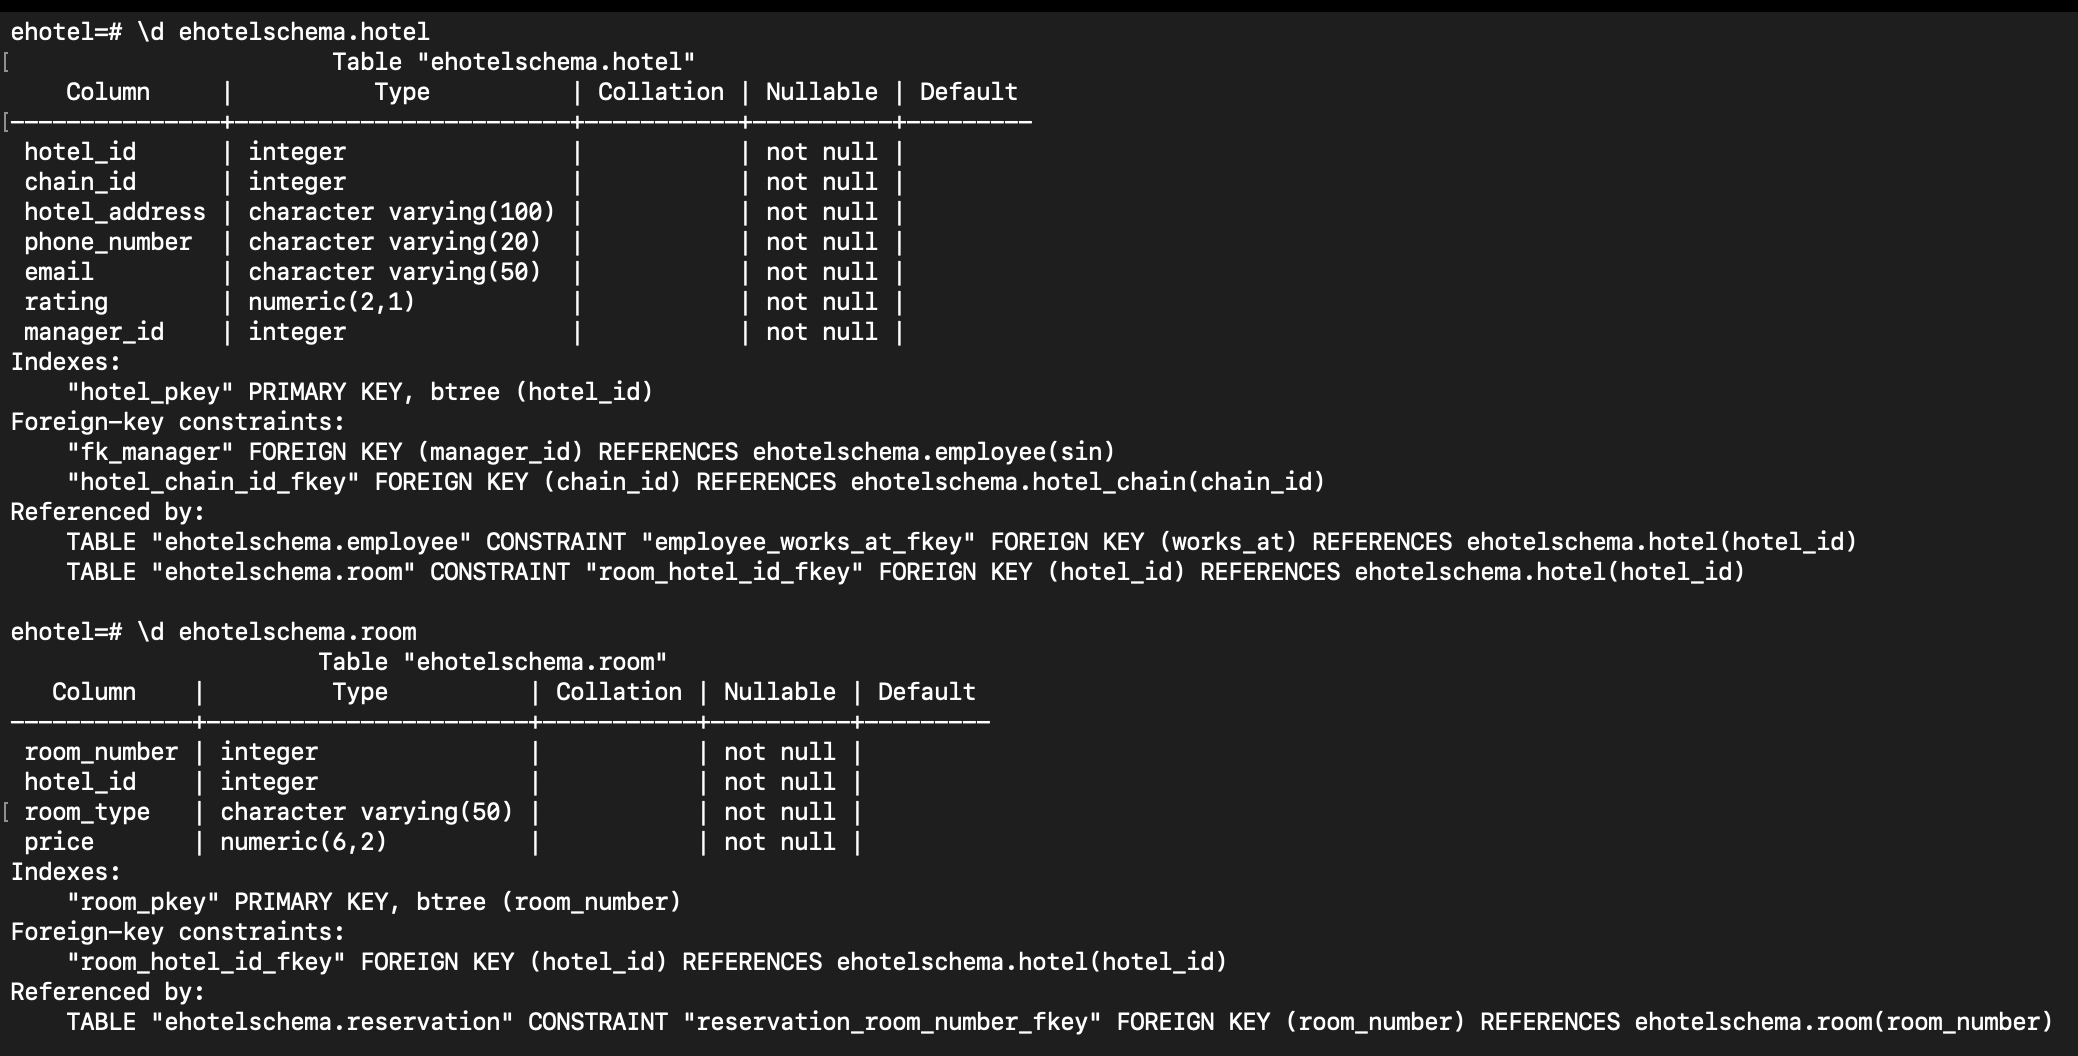 ehotel=# \d ehotelschema.hotel
[                       Table "ehotelschema.hotel"
    Column     |          Type          | Collation | Nullable | Default
[---------------+------------------------+-----------+----------+---------
 hotel_id      | integer                |           | not null |
 chain_id      | integer                |           | not null |
 hotel_address | character varying(100) |           | not null |
 phone_number  | character varying(20)  |           | not null |
 email         | character varying(50)  |           | not null |
 rating        | numeric(2,1)           |           | not null |
 manager_id    | integer                |           | not null |
Indexes:
    "hotel_pkey" PRIMARY KEY, btree (hotel_id)
Foreign-key constraints:
    "fk_manager" FOREIGN KEY (manager_id) REFERENCES ehotelschema.employee(sin)
    "hotel_chain_id_fkey" FOREIGN KEY (chain_id) REFERENCES ehotelschema.hotel_chain(chain_id)
Referenced by:
    TABLE "ehotelschema.employee" CONSTRAINT "employee_works_at_fkey" FOREIGN KEY (works_at) REFERENCES ehotelschema.hotel(hotel_id)
    TABLE "ehotelschema.room" CONSTRAINT "room_hotel_id_fkey" FOREIGN KEY (hotel_id) REFERENCES ehotelschema.hotel(hotel_id)

ehotel=# \d ehotelschema.room
                      Table "ehotelschema.room"
   Column    |         Type          | Collation | Nullable | Default
-------------+-----------------------+-----------+----------+---------
 room_number | integer               |           | not null |
 hotel_id    | integer               |           | not null |
[ room_type   | character varying(50) |           | not null |
 price       | numeric(6,2)          |           | not null |
Indexes:
    "room_pkey" PRIMARY KEY, btree (room_number)
Foreign-key constraints:
    "room_hotel_id_fkey" FOREIGN KEY (hotel_id) REFERENCES ehotelschema.hotel(hotel_id)
Referenced by:
    TABLE "ehotelschema.reservation" CONSTRAINT "reservation_room_number_fkey" FOREIGN KEY (room_number) REFERENCES ehotelschema.room(room_number)